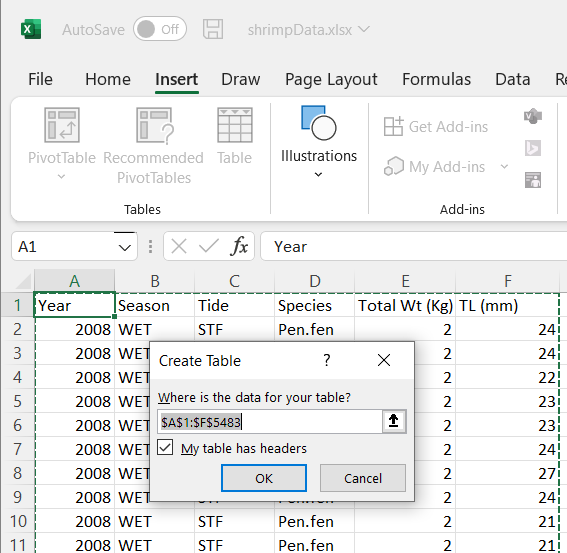 AutoSave Off shrimpData.xlsx
File Home Insert Draw Page Layout Formulas Data R
PivotTable Recommended PivotTables Table Illustrations Get Add-ins
My Add-ins
Tables Add-ins
A1 fx Year
A B C D E F
1 Year Season Tide Species Total Wt (Kg) TL (mm)
2 2008 WET STF Pen.fen 2 24
3 2008 WET 2 24
4 2008 WET 2 22
5 2008 WET 2 23
6 2008 WET 2 23
7 2008 WET 2 24
8 2008 WET 2 27
9 2008 WET STF Pen.fen 2 24
10 2008 WET STF Pen.fen 2 21
11 2008 WET STF Pen.fen 2 21
Create Table ?
Where is the data for your table?
$A$1:$F$5483
My table has headers
OK Cancel